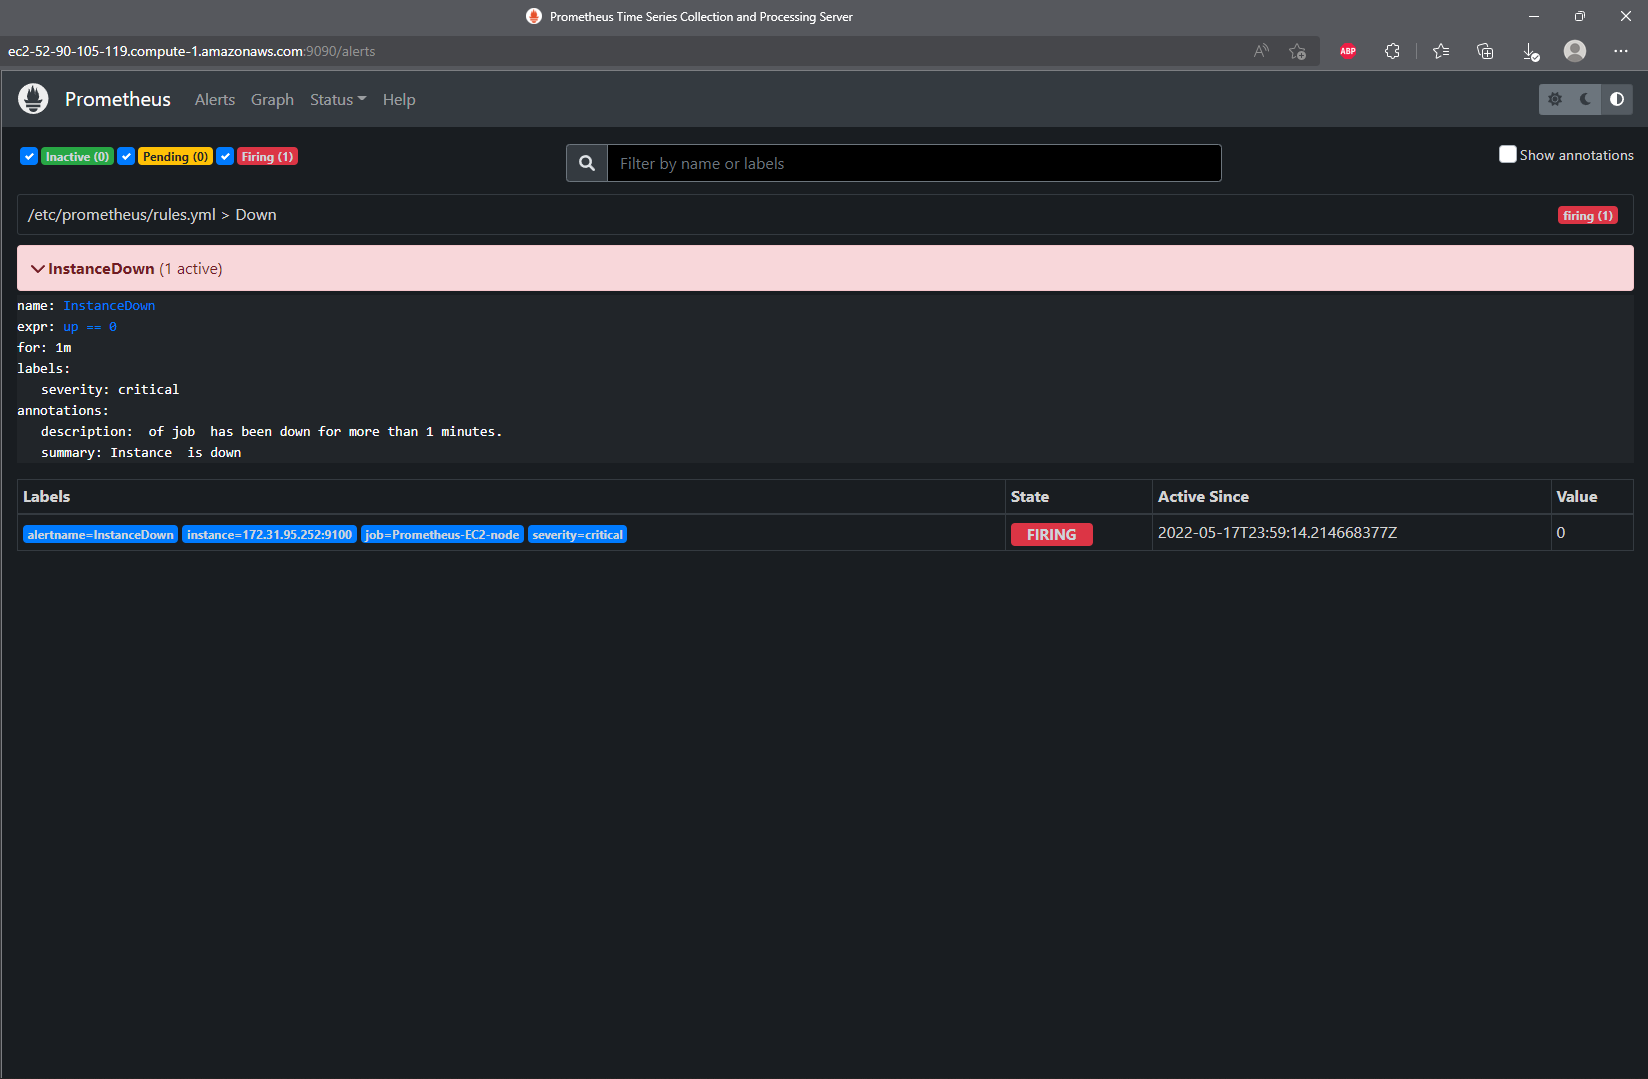 Prometheus Time Series Collection and Processing Server
ec2-52-90-105-119.compute-1.amazonaws.com:9090/alerts
ABP
Prometheus Alerts Graph Status Help
Inactive (0) Pending (0) Firing (1)
Filter by name or labels
Show annotations
/etc/prometheus/rules.yml > Down
firing (1)
InstanceDown (1 active)
name: InstanceDown
expr: up == 0
for: 1m
labels:
severity: critical
annotations:
description:  of job  has been down for more than 1 minutes.
summary: Instance  is down
Labels State Active Since Value
alertname=InstanceDown instance=172.31.95.252:9100 job=Prometheus-EC2-node severity=critical FIRING 2022-05-17T23:59:14.214668377Z 0